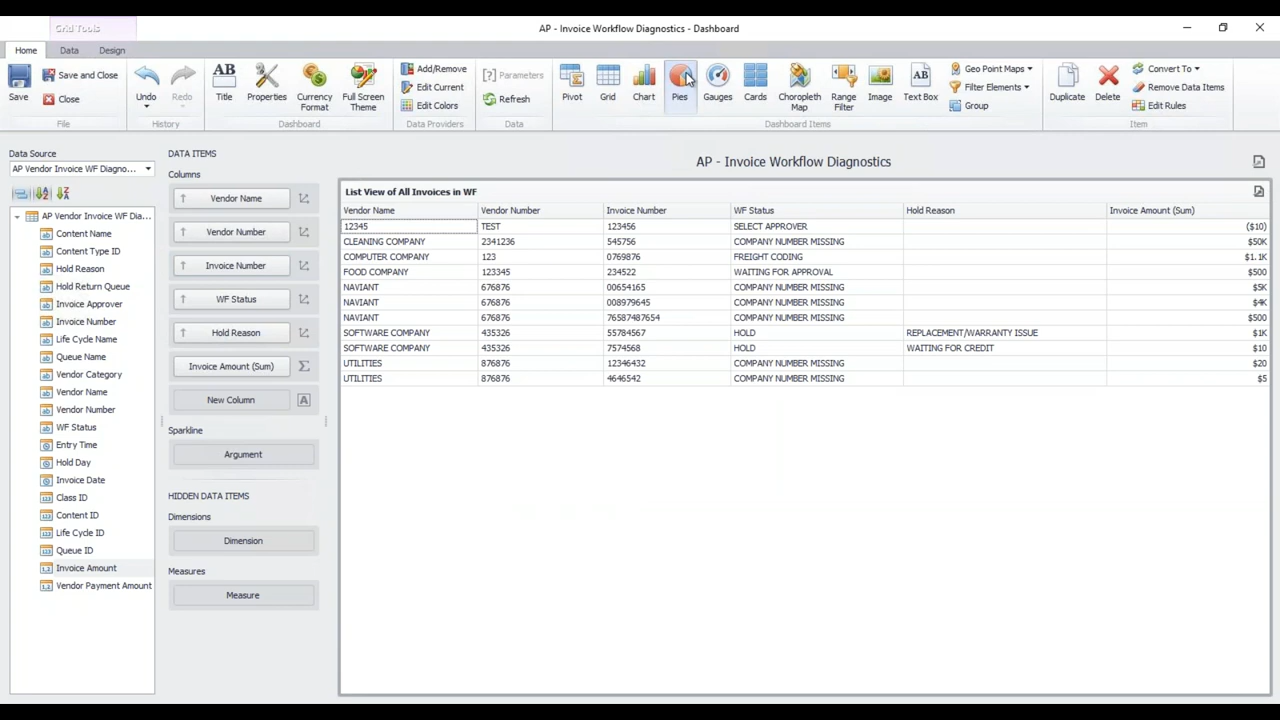 Grid Tools
AP - Invoice Workflow Diagnostics - Dashboard
Home Data Design
Save
Save and Close
Close
File
Undo
Redo
History
AB
Title
Properties
Currency Format
Full Screen Theme
Dashboard
Add/Remove
Edit Current
Edit Colors
Data Providers
Parameters
Refresh
Data
Pivot
Grid
Chart
Pies
Gauges
Cards
Choropleth Map
Range Filter
Image
AB
Text Box
Geo Point Maps
Filter Elements
Group
Dashboard Items
Duplicate
Delete
Convert To
Remove Data Items
Edit Rules
Item
Data Source
AP Vendor Invoice WF Diagno...
AP Vendor Invoice WF Dia...
Content Name
Content Type ID
Hold Reason
Hold Return Queue
Invoice Approver
Invoice Number
Life Cycle Name
Queue Name
Vendor Category
Vendor Name
Vendor Number
WF Status
Entry Time
Hold Day
Invoice Date
Class ID
Content ID
Life Cycle ID
Queue ID
Invoice Amount
Vendor Payment Amount
DATA ITEMS
Columns
Vendor Name
Vendor Number
Invoice Number
WF Status
Hold Reason
Invoice Amount (Sum) Σ
New Column A
Sparkline
Argument
HIDDEN DATA ITEMS
Dimensions
Dimension
Measures
Measure
AP - Invoice Workflow Diagnostics
List View of All Invoices in WF
Vendor Name Vendor Number Invoice Number WF Status Hold Reason Invoice Amount (Sum)
12345 TEST 123456 SELECT APPROVER ($10)
CLEANING COMPANY 2341236 545756 COMPANY NUMBER MISSING $50K
COMPUTER COMPANY 123 0769876 FREIGHT CODING $1.1K
FOOD COMPANY 123345 234522 WAITING FOR APPROVAL $500
NAVIANT 676876 00654165 COMPANY NUMBER MISSING $5K
NAVIANT 676876 008979645 COMPANY NUMBER MISSING $4K
NAVIANT 676876 76587487654 COMPANY NUMBER MISSING $500
SOFTWARE COMPANY 435326 55784567 HOLD REPLACEMENT/WARRANTY ISSUE $1K
SOFTWARE COMPANY 435326 7574568 HOLD WAITING FOR CREDIT $10
UTILITIES 876876 12346432 COMPANY NUMBER MISSING $20
UTILITIES 876876 4646542 COMPANY NUMBER MISSING $5